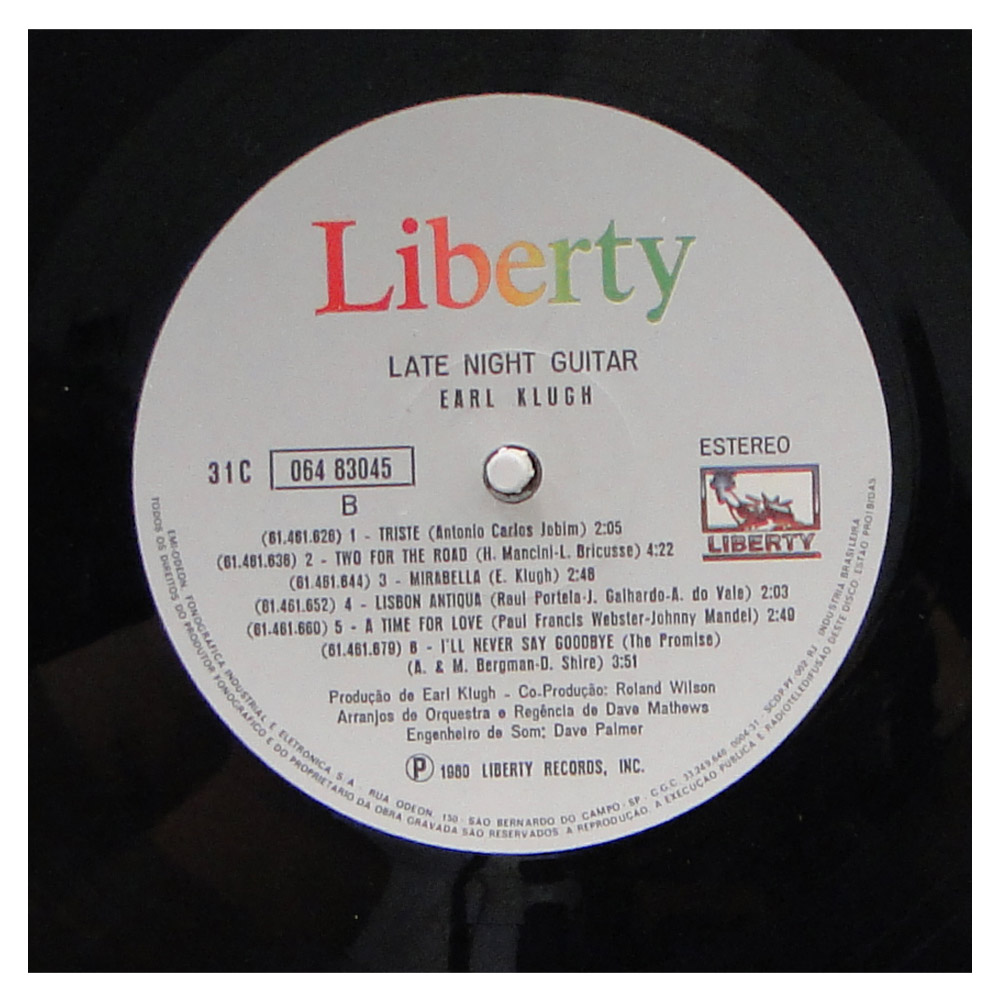 Liberty
LATE NIGHT GUITAR
EARL KLUGH
31C 064 83045
B
ESTEREO
LIBERTY
(61.461.628) 1 - TRISTE (Antonio Carlos Jobim) 2:05
(61.461.636) 2 - TWO FOR THE ROAD (H. Mancini-L. Bricusse) 4:22
(61.461.644) 3 - MIRABELLA (E. Klugh) 2:48
(61.461.652) 4 - LISBON ANTIQUA (Raul Portela-J. Galhardo-A. do Vale) 2:03
(61.461.660) 5 - A TIME FOR LOVE (Paul Francis Webster-Johnny Mandel) 2:49
(61.461.679) 6 - I'LL NEVER SAY GOODBYE (The Promise)
(A. & M. Bergman-D. Shire) 3:51
Produção de Earl Klugh - Co-Produção: Roland Wilson
Arranjos de Orquestra e Regência de Dave Mathews
Engenheiro de Som: Dave Palmer
Ⓟ 1980 LIBERTY RECORDS, INC.
EMI-ODEON, FONOGRÁFICA INDUSTRIAL E ELETRÔNICA S.A. - RUA ODEON, 150 - SÃO BERNARDO DO CAMPO - SP - C.G.C. 33.249.640 0004-31 - SCDP-PF-002 RJ. INDÚSTRIA BRASILEIRA
TODOS OS DIREITOS DO PRODUTOR FONOGRÁFICO E DO PROPRIETÁRIO DA OBRA GRAVADA SÃO RESERVADOS. A REPRODUÇÃO, A EXECUÇÃO PÚBLICA E RADIOTELEDIFUSÃO DESTE DISCO ESTÃO PROIBIDAS